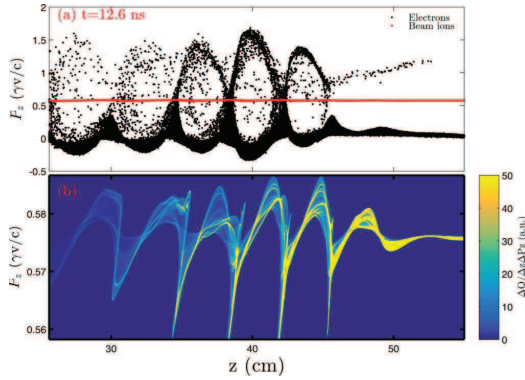 (a) t=12.6 ns
Electrons
Beam ions
P_z (γv/c)
2
1.5
1
0.5
0
-0.5
(b)
P_z (γv/c)
0.58
0.57
0.56
30
40
50
z (cm)
50
40
30
20
10
0
ΔQ/ΔzΔPz [a.u.]